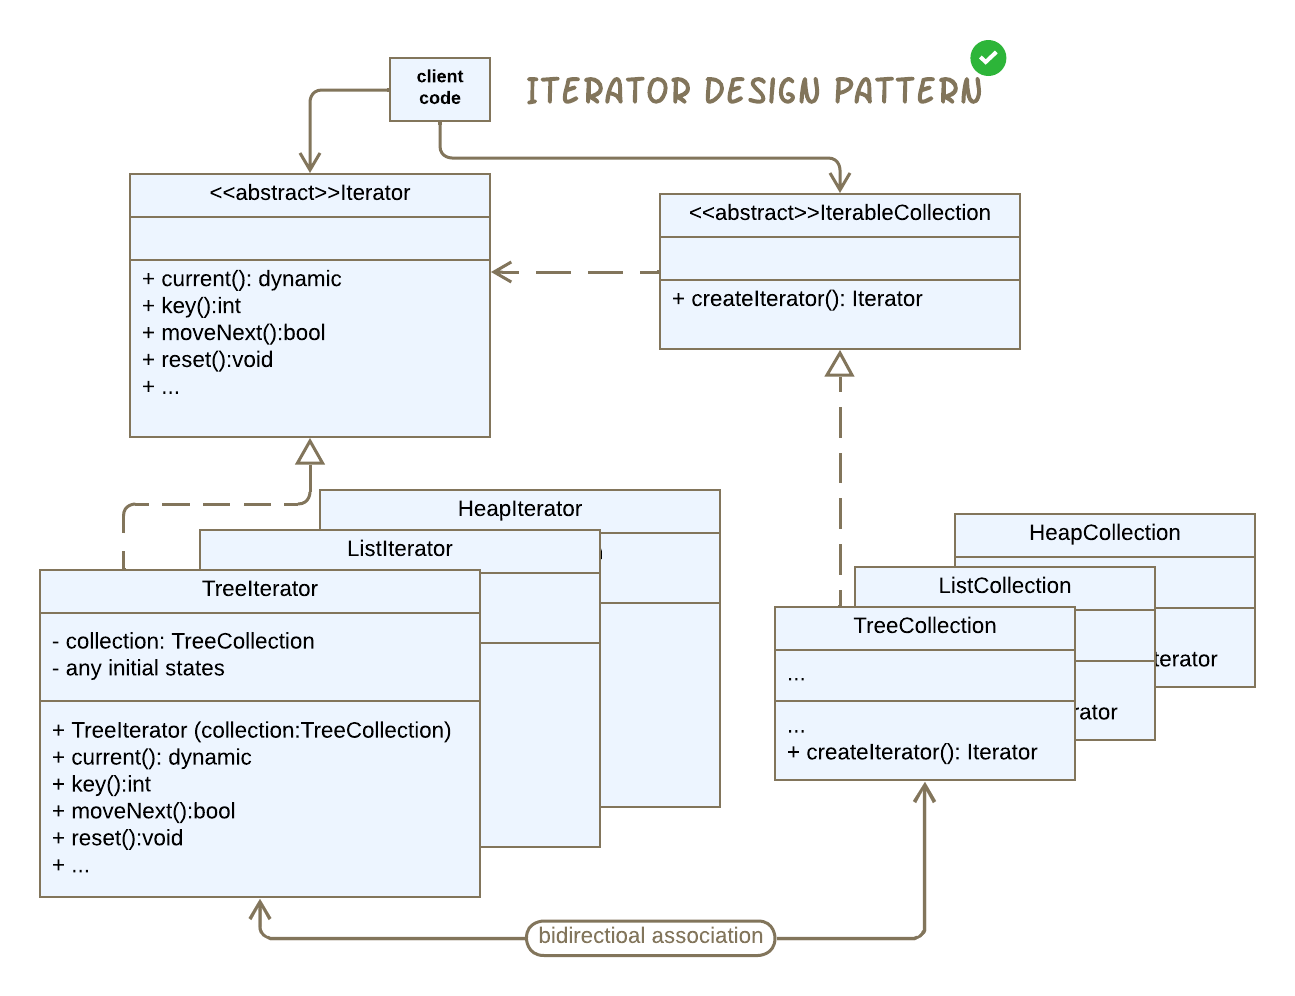 client
code
ITERATOR DESIGN PATTERN
<<abstract>>Iterator
+ current(): dynamic
+ key():int
+ moveNext():bool
+ reset():void
+ ...
<<abstract>>IterableCollection
+ createIterator(): Iterator
HeapIterator
ListIterator
TreeIterator
- collection: TreeCollection
- any initial states
+ TreeIterator (collection:TreeCollection)
+ current(): dynamic
+ key():int
+ moveNext():bool
+ reset():void
+ ...
HeapCollection
terator
ListCollection
rator
TreeCollection
...
...
+ createIterator(): Iterator
bidirectioal association